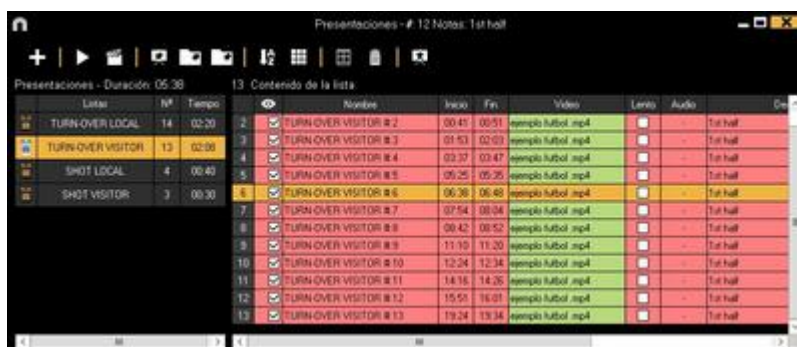 Presentaciones - #: 12 Notas: 1st half
Presentaciones - Duración: 05:38
Listas Nº Tiempo
TURN-OVER LOCAL 14 02:20
TURN-OVER VISITOR 13 02:08
SHOT LOCAL 4 00:40
SHOT VISITOR 3 00:30
13 Contenido de la lista
Nombre Inicio Fin Video Lento Audio
2 TURN-OVER VISITOR # 2 00:41 00:51 ejemplo futbol .mp4 - 1st half
3 TURN-OVER VISITOR # 3 01:53 02:03 ejemplo futbol .mp4 - 1st half
4 TURN-OVER VISITOR # 4 03:37 03:47 ejemplo futbol .mp4 - 1st half
5 TURN-OVER VISITOR # 5 05:25 05:35 ejemplo futbol .mp4 - 1st half
6 TURN-OVER VISITOR # 6 06:38 06:48 ejemplo futbol .mp4 - 1st half
7 TURN-OVER VISITOR # 7 07:54 08:04 ejemplo futbol .mp4 - 1st half
8 TURN-OVER VISITOR # 8 08:42 08:52 ejemplo futbol .mp4 - 1st half
9 TURN-OVER VISITOR # 9 11:10 11:20 ejemplo futbol .mp4 - 1st half
10 TURN-OVER VISITOR # 10 12:24 12:34 ejemplo futbol .mp4 - 1st half
11 TURN-OVER VISITOR # 11 14:16 14:26 ejemplo futbol .mp4 - 1st half
12 TURN-OVER VISITOR # 12 15:51 16:01 ejemplo futbol .mp4 - 1st half
13 TURN-OVER VISITOR # 13 19:24 19:34 ejemplo futbol .mp4 - 1st half